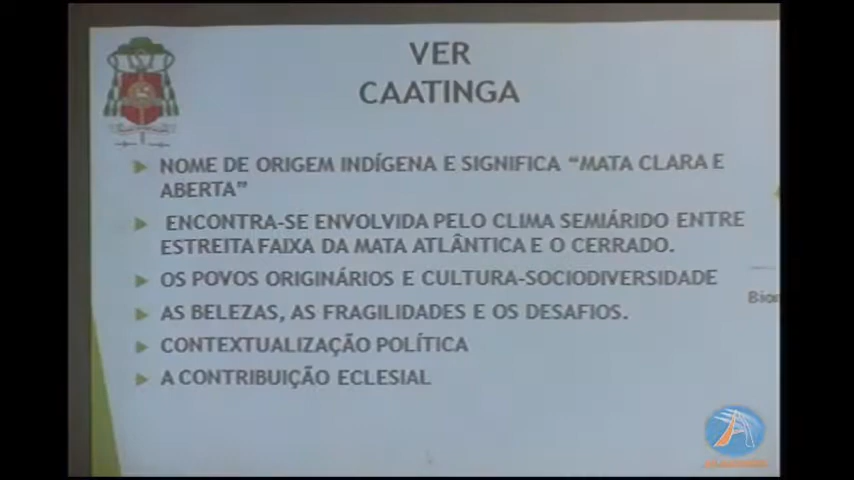 VER
CAATINGA
NOME DE ORIGEM INDÍGENA E SIGNIFICA “MATA CLARA E
ABERTA”
ENCONTRA-SE ENVOLVIDA PELO CLIMA SEMIÁRIDO ENTRE
ESTREITA FAIXA DA MATA ATLÂNTICA E O CERRADO.
OS POVOS ORIGINÁRIOS E CULTURA-SOCIODIVERSIDADE
AS BELEZAS, AS FRAGILIDADES E OS DESAFIOS.
CONTEXTUALIZAÇÃO POLÍTICA
A CONTRIBUIÇÃO ECLESIAL